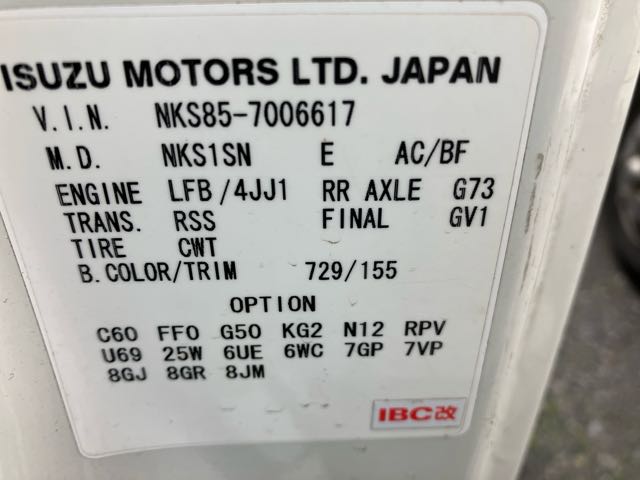 ISUZU MOTORS LTD. JAPAN
V.I.N. NKS85-7006617
M.D. NKS1SN E AC/BF
ENGINE LFB /4JJ1 RR AXLE G73
TRANS. RSS FINAL GV1
TIRE CWT
B.COLOR/TRIM 729/155
OPTION
C60 FF0 G50 KG2 N12 RPV
U69 25W 6UE 6WC 7GP 7VP
8GJ 8GR 8JM
IBC改